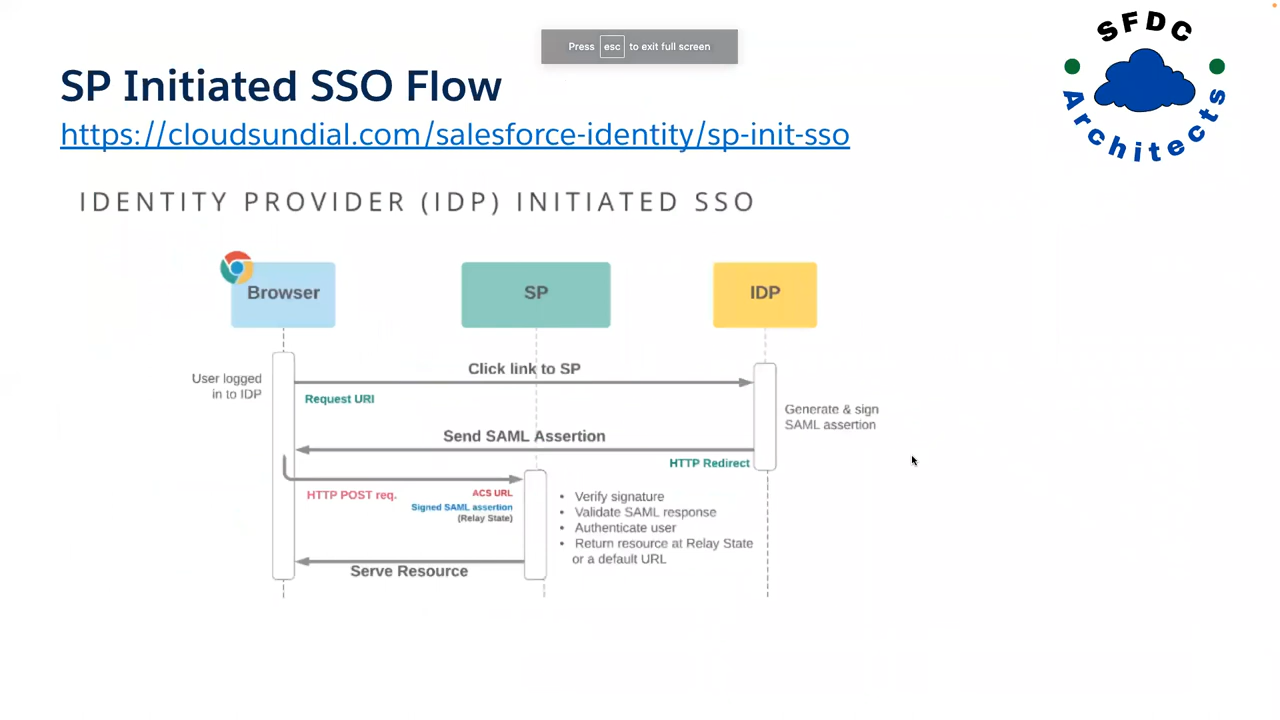 Press esc to exit full screen
SFDC
Architects
SP Initiated SSO Flow
https://cloudsundial.com/salesforce-identity/sp-init-sso
IDENTITY PROVIDER (IDP) INITIATED SSO
Browser
SP
IDP
User logged
in to IDP
Click link to SP
Request URI
Generate & sign
SAML assertion
Send SAML Assertion
HTTP Redirect
HTTP POST req.
ACS URL
Signed SAML assertion
(Relay State)
• Verify signature
• Validate SAML response
• Authenticate user
• Return resource at Relay State
or a default URL
Serve Resource